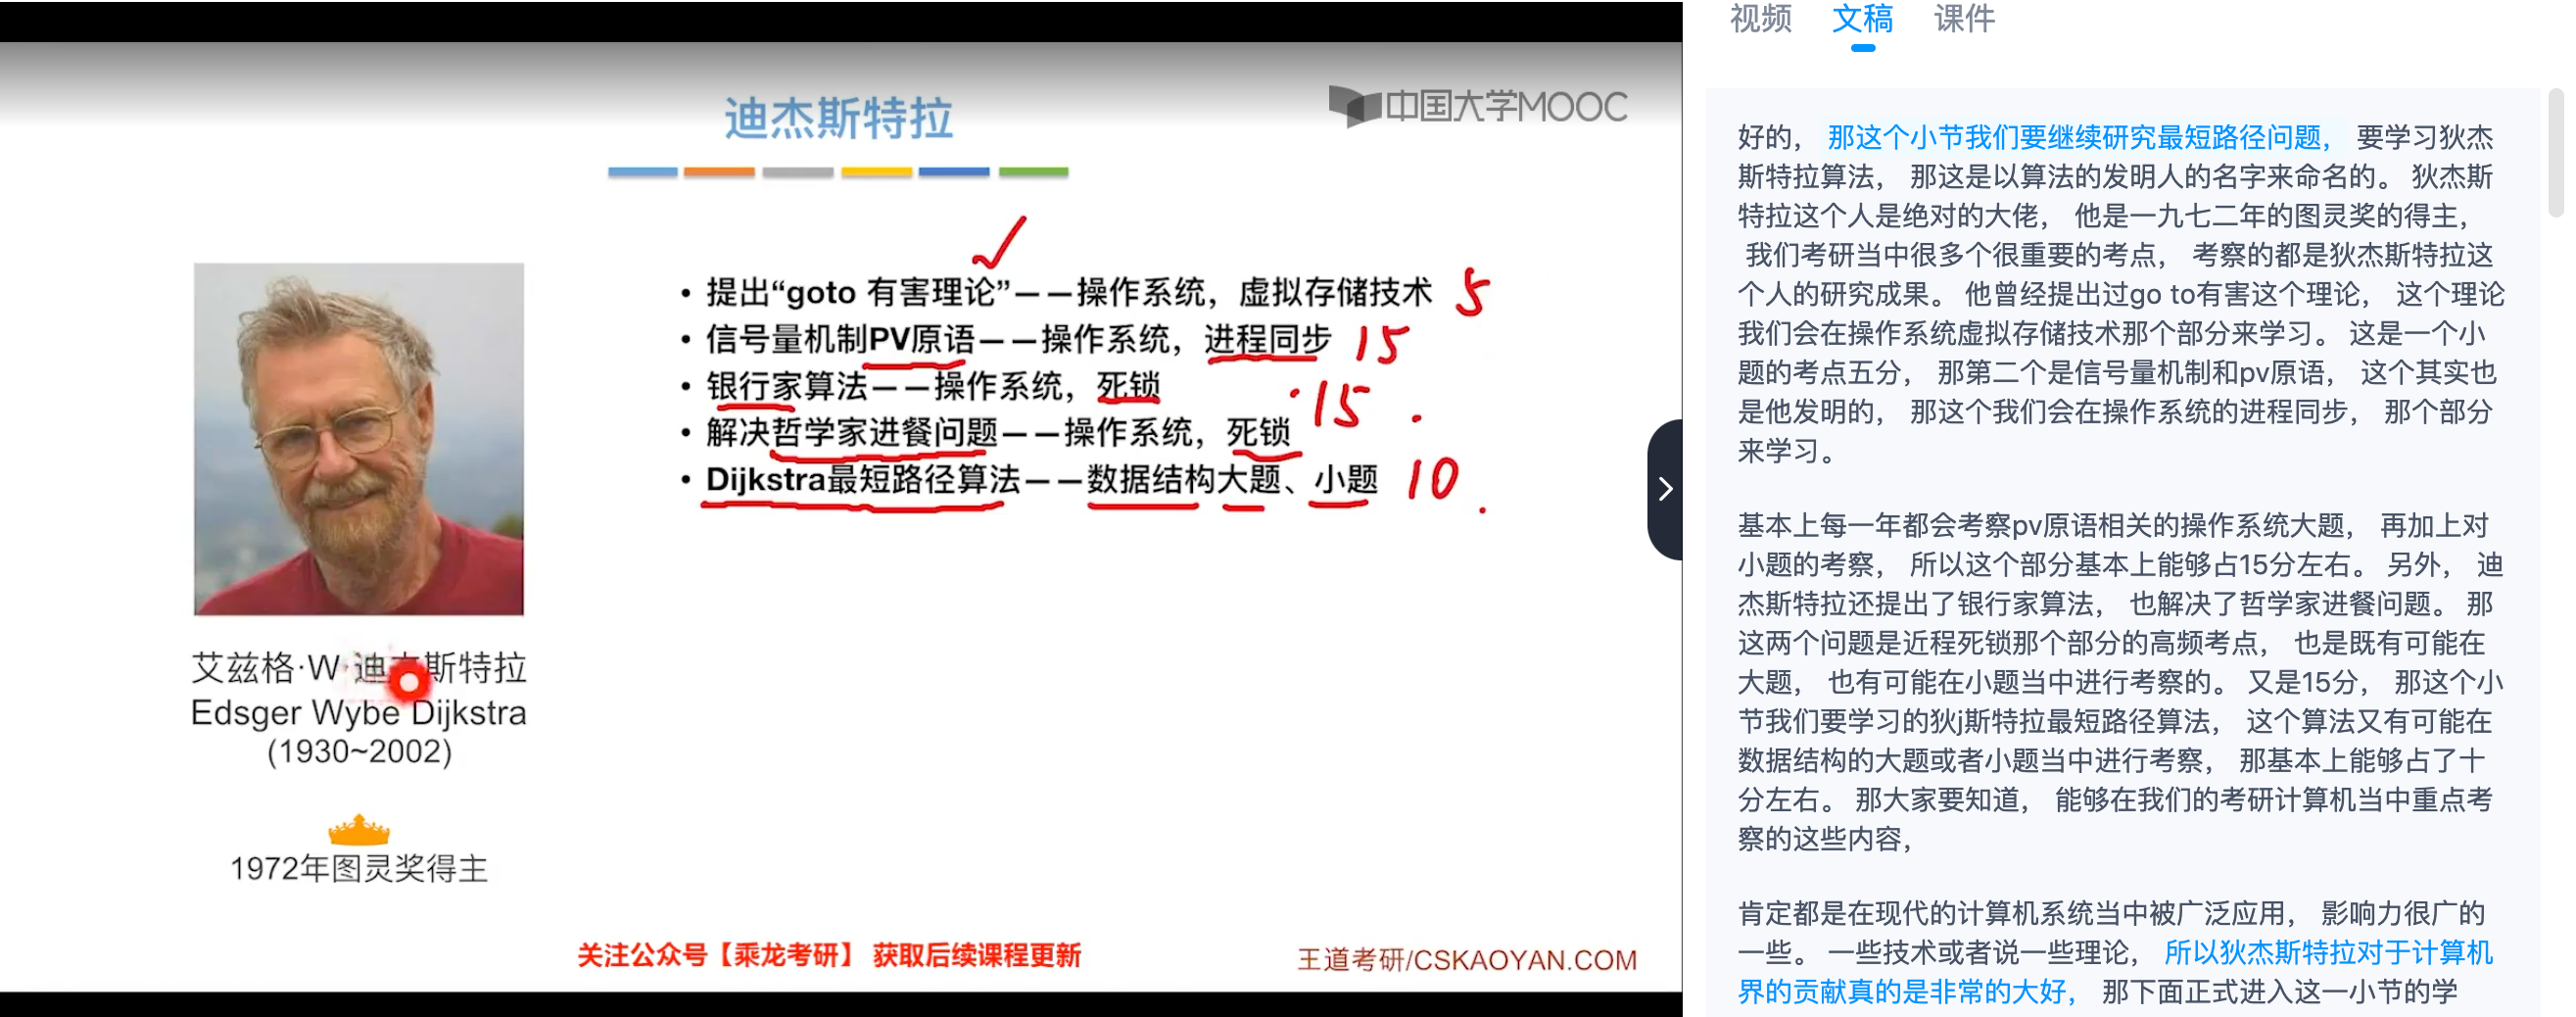 迪杰斯特拉
中国大学MOOC
• 提出“goto 有害理论”——操作系统，虚拟存储技术 5
• 信号量机制PV原语——操作系统，进程同步 15
• 银行家算法——操作系统，死锁
15
• 解决哲学家进餐问题——操作系统，死锁
• Dijkstra最短路径算法——数据结构大题、小题 10
艾兹格·W·迪杰斯特拉
Edsger Wybe Dijkstra
(1930~2002)
1972年图灵奖得主
关注公众号【乘龙考研】 获取后续课程更新
王道考研/CSKAOYAN.COM
视频 文稿 课件
好的， 那这个小节我们要继续研究最短路径问题， 要学习狄杰
斯特拉算法， 那这是以算法的发明人的名字来命名的。 狄杰斯
特拉这个人是绝对的大佬， 他是一九七二年的图灵奖的得主，
我们考研当中很多个很重要的考点， 考察的都是狄杰斯特拉这
个人的研究成果。 他曾经提出过go to有害这个理论， 这个理论
我们会在操作系统虚拟存储技术那个部分来学习。 这是一个小
题的考点五分， 那第二个是信号量机制和pv原语， 这个其实也
是他发明的， 那这个我们会在操作系统的进程同步， 那个部分
来学习。
基本上每一年都会考察pv原语相关的操作系统大题， 再加上对
小题的考察， 所以这个部分基本上能够占15分左右。 另外， 迪
杰斯特拉还提出了银行家算法， 也解决了哲学家进餐问题。 那
这两个问题是近程死锁那个部分的高频考点， 也是既有可能在
大题， 也有可能在小题当中进行考察的。 又是15分， 那这个小
节我们要学习的狄j斯特拉最短路径算法， 这个算法又有可能在
数据结构的大题或者小题当中进行考察， 那基本上能够占了十
分左右。 那大家要知道， 能够在我们的考研计算机当中重点考
察的这些内容，
肯定都是在现代的计算机系统当中被广泛应用， 影响力很广的
一些。 一些技术或者说一些理论， 所以狄杰斯特拉对于计算机
界的贡献真的是非常的大好， 那下面正式进入这一小节的学